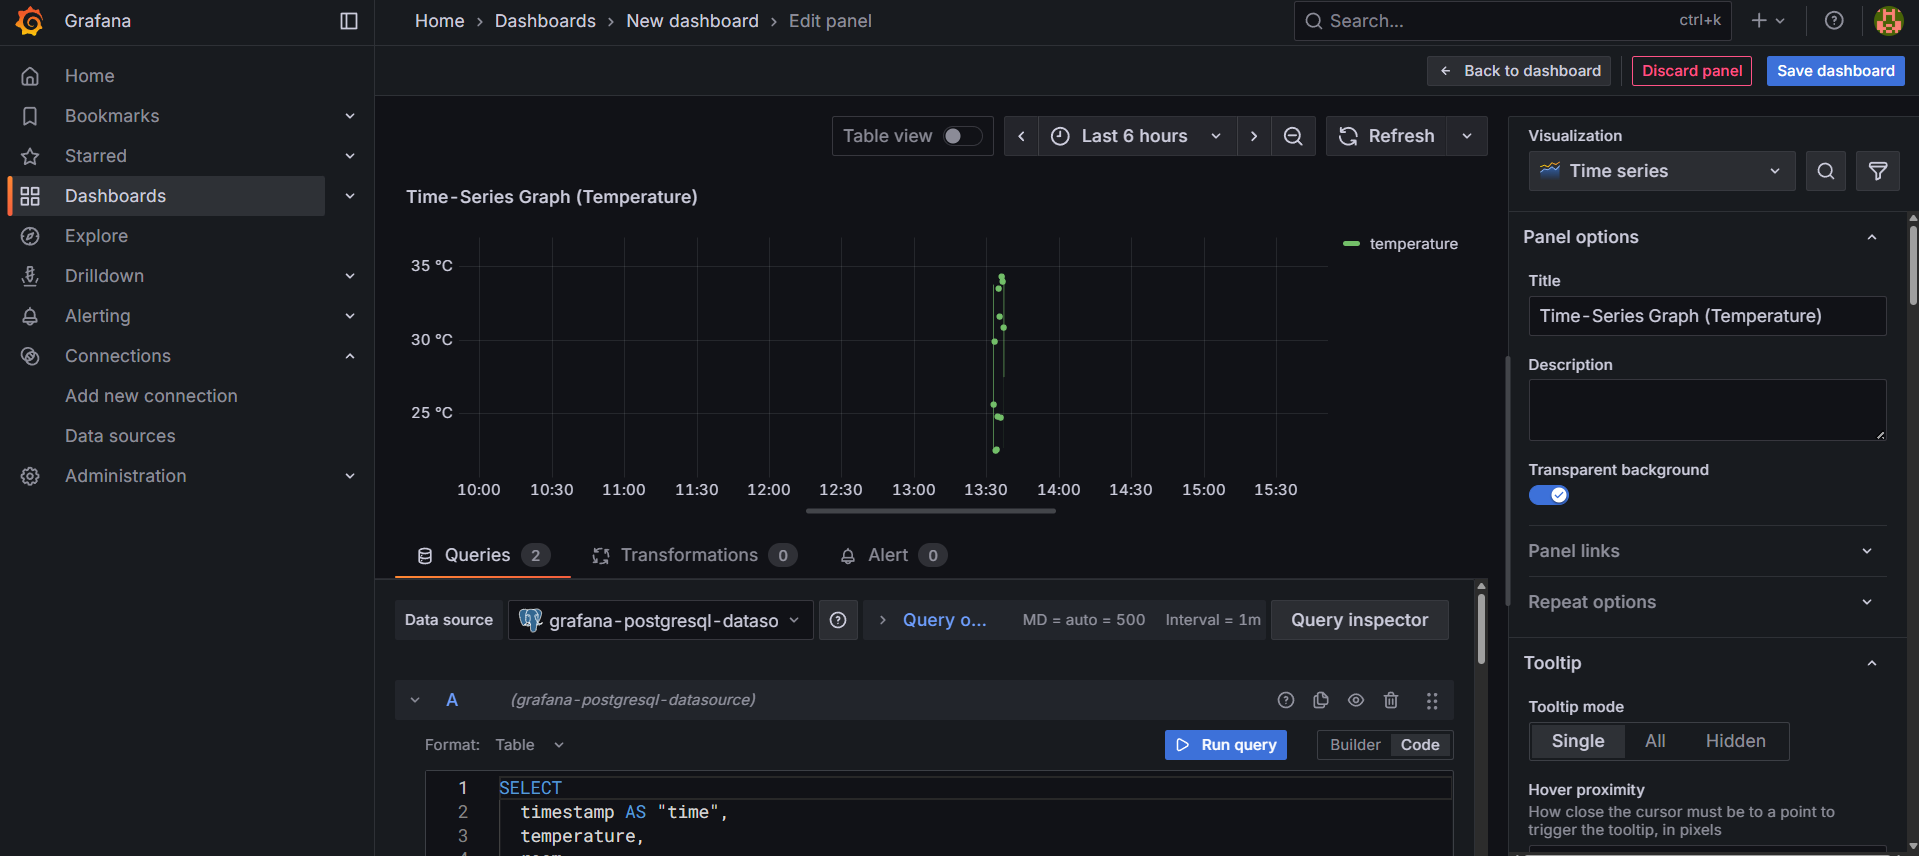 Grafana
Home › Dashboards › New dashboard › Edit panel
Search...
ctrl+k
Back to dashboard
Discard panel
Save dashboard
Home
Bookmarks
Starred
Dashboards
Explore
Drilldown
Alerting
Connections
Add new connection
Data sources
Administration
Table view
Last 6 hours
Refresh
Time-Series Graph (Temperature)
temperature
35 °C
30 °C
25 °C
10:00 10:30 11:00 11:30 12:00 12:30 13:00 13:30 14:00 14:30 15:00 15:30
Queries 2
Transformations 0
Alert 0
Data source
grafana-postgresql-dataso
Query o...
MD = auto = 500
Interval = 1m
Query inspector
A
(grafana-postgresql-datasource)
Format: Table
Run query
Builder
Code
1 SELECT
2 timestamp AS "time",
3 temperature,
Visualization
Time series
Panel options
Title
Time-Series Graph (Temperature)
Description
Transparent background
Panel links
Repeat options
Tooltip
Tooltip mode
Single
All
Hidden
Hover proximity
How close the cursor must be to a point to
trigger the tooltip, in pixels